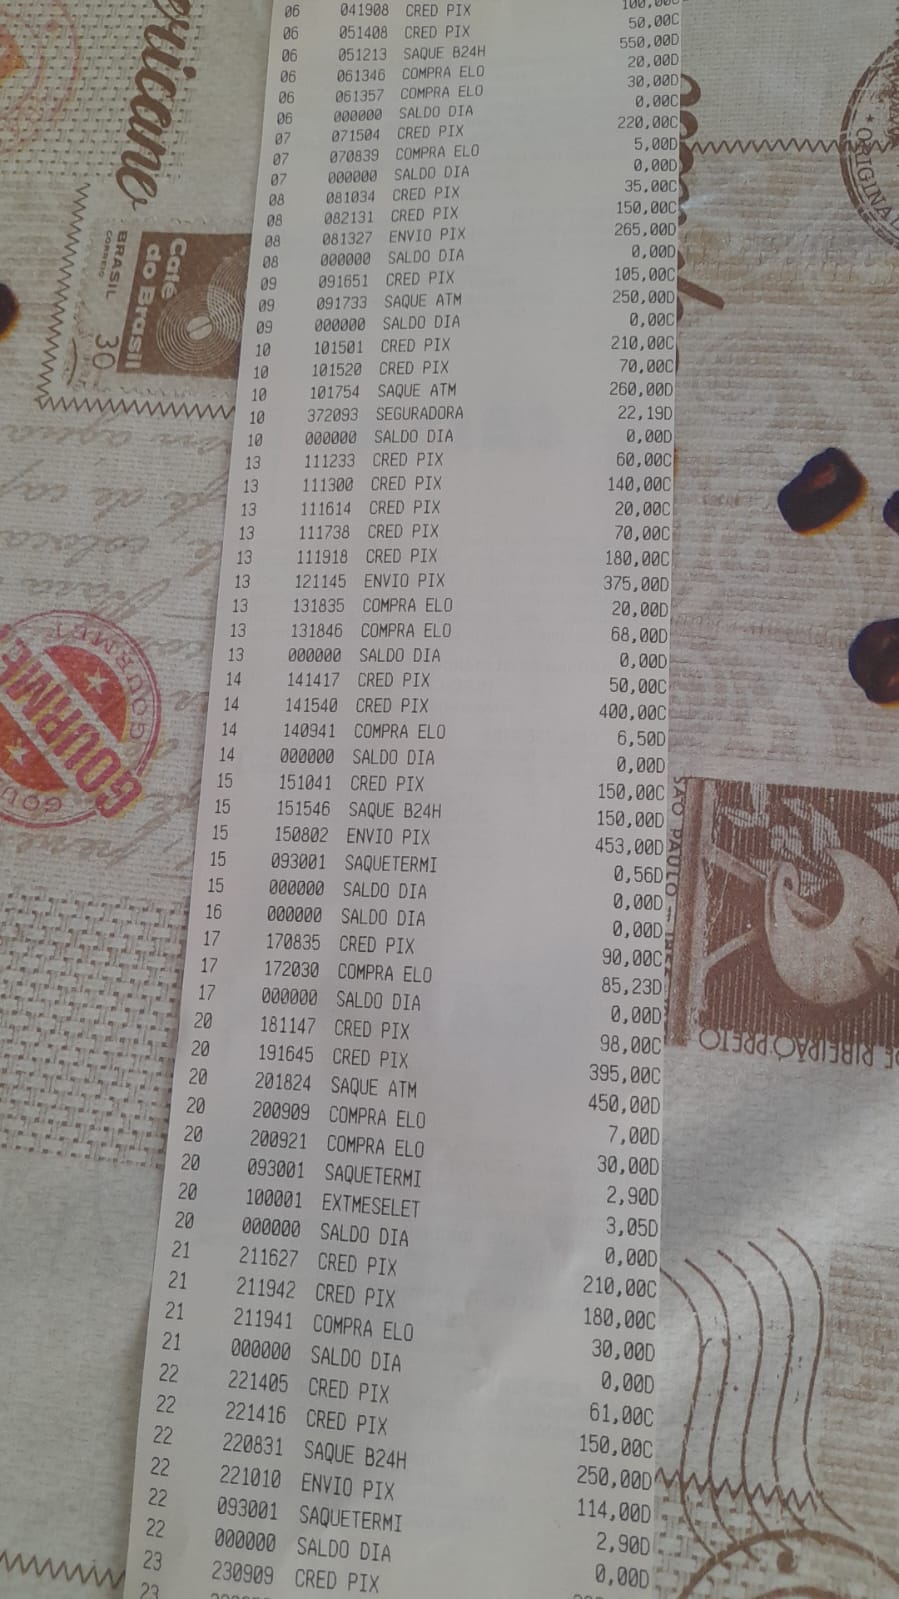 06 041908 CRED PIX 100,00C
06 051408 CRED PIX 50,00C
06 051213 SAQUE B24H 550,00D
06 061346 COMPRA ELO 20,00D
06 061357 COMPRA ELO 30,00D
06 000000 SALDO DIA 0,00C
07 071504 CRED PIX 220,00C
07 070839 COMPRA ELO 5,00D
07 000000 SALDO DIA 0,00D
08 081034 CRED PIX 35,00C
08 082131 CRED PIX 150,00C
08 081327 ENVIO PIX 265,00D
08 000000 SALDO DIA 0,00D
09 091651 CRED PIX 105,00C
09 091733 SAQUE ATM 250,00D
09 000000 SALDO DIA 0,00C
10 101501 CRED PIX 210,00C
10 101520 CRED PIX 70,00C
10 101754 SAQUE ATM 260,00D
10 372093 SEGURADORA 22,19D
10 000000 SALDO DIA 0,00D
13 111233 CRED PIX 60,00C
13 111300 CRED PIX 140,00C
13 111614 CRED PIX 20,00C
13 111738 CRED PIX 70,00C
13 111918 CRED PIX 180,00C
13 121145 ENVIO PIX 375,00D
13 131835 COMPRA ELO 20,00D
13 131846 COMPRA ELO 68,00D
13 000000 SALDO DIA 0,00D
14 141417 CRED PIX 50,00C
14 141540 CRED PIX 400,00C
14 140941 COMPRA ELO 6,50D
14 000000 SALDO DIA 0,00D
15 151041 CRED PIX 150,00C
15 151546 SAQUE B24H 150,00D
15 150802 ENVIO PIX 453,00D
15 093001 SAQUETERMI 0,56D
15 000000 SALDO DIA 0,00D
16 000000 SALDO DIA 0,00D
17 170835 CRED PIX 90,00C
17 172030 COMPRA ELO 85,23D
17 000000 SALDO DIA 0,00D
20 181147 CRED PIX 98,00C
20 191645 CRED PIX 395,00C
20 201824 SAQUE ATM 450,00D
20 200909 COMPRA ELO 7,00D
20 200921 COMPRA ELO 30,00D
20 093001 SAQUETERMI 2,90D
20 100001 EXTMESELET 3,05D
20 000000 SALDO DIA 0,00D
21 211627 CRED PIX 210,00C
21 211942 CRED PIX 180,00C
21 211941 COMPRA ELO 30,00D
21 000000 SALDO DIA 0,00D
22 221405 CRED PIX 61,00C
22 221416 CRED PIX 150,00C
22 220831 SAQUE B24H 250,00D
22 221010 ENVIO PIX 114,00D
22 093001 SAQUETERMI 2,90D
22 000000 SALDO DIA 0,00D
23 230909 CRED PIX
23
BRASIL
CORREIO
30
Café
do Brasil
GOURMET
ORIGINAL
SÃO PAULO
RIBEIRÃO PRETO